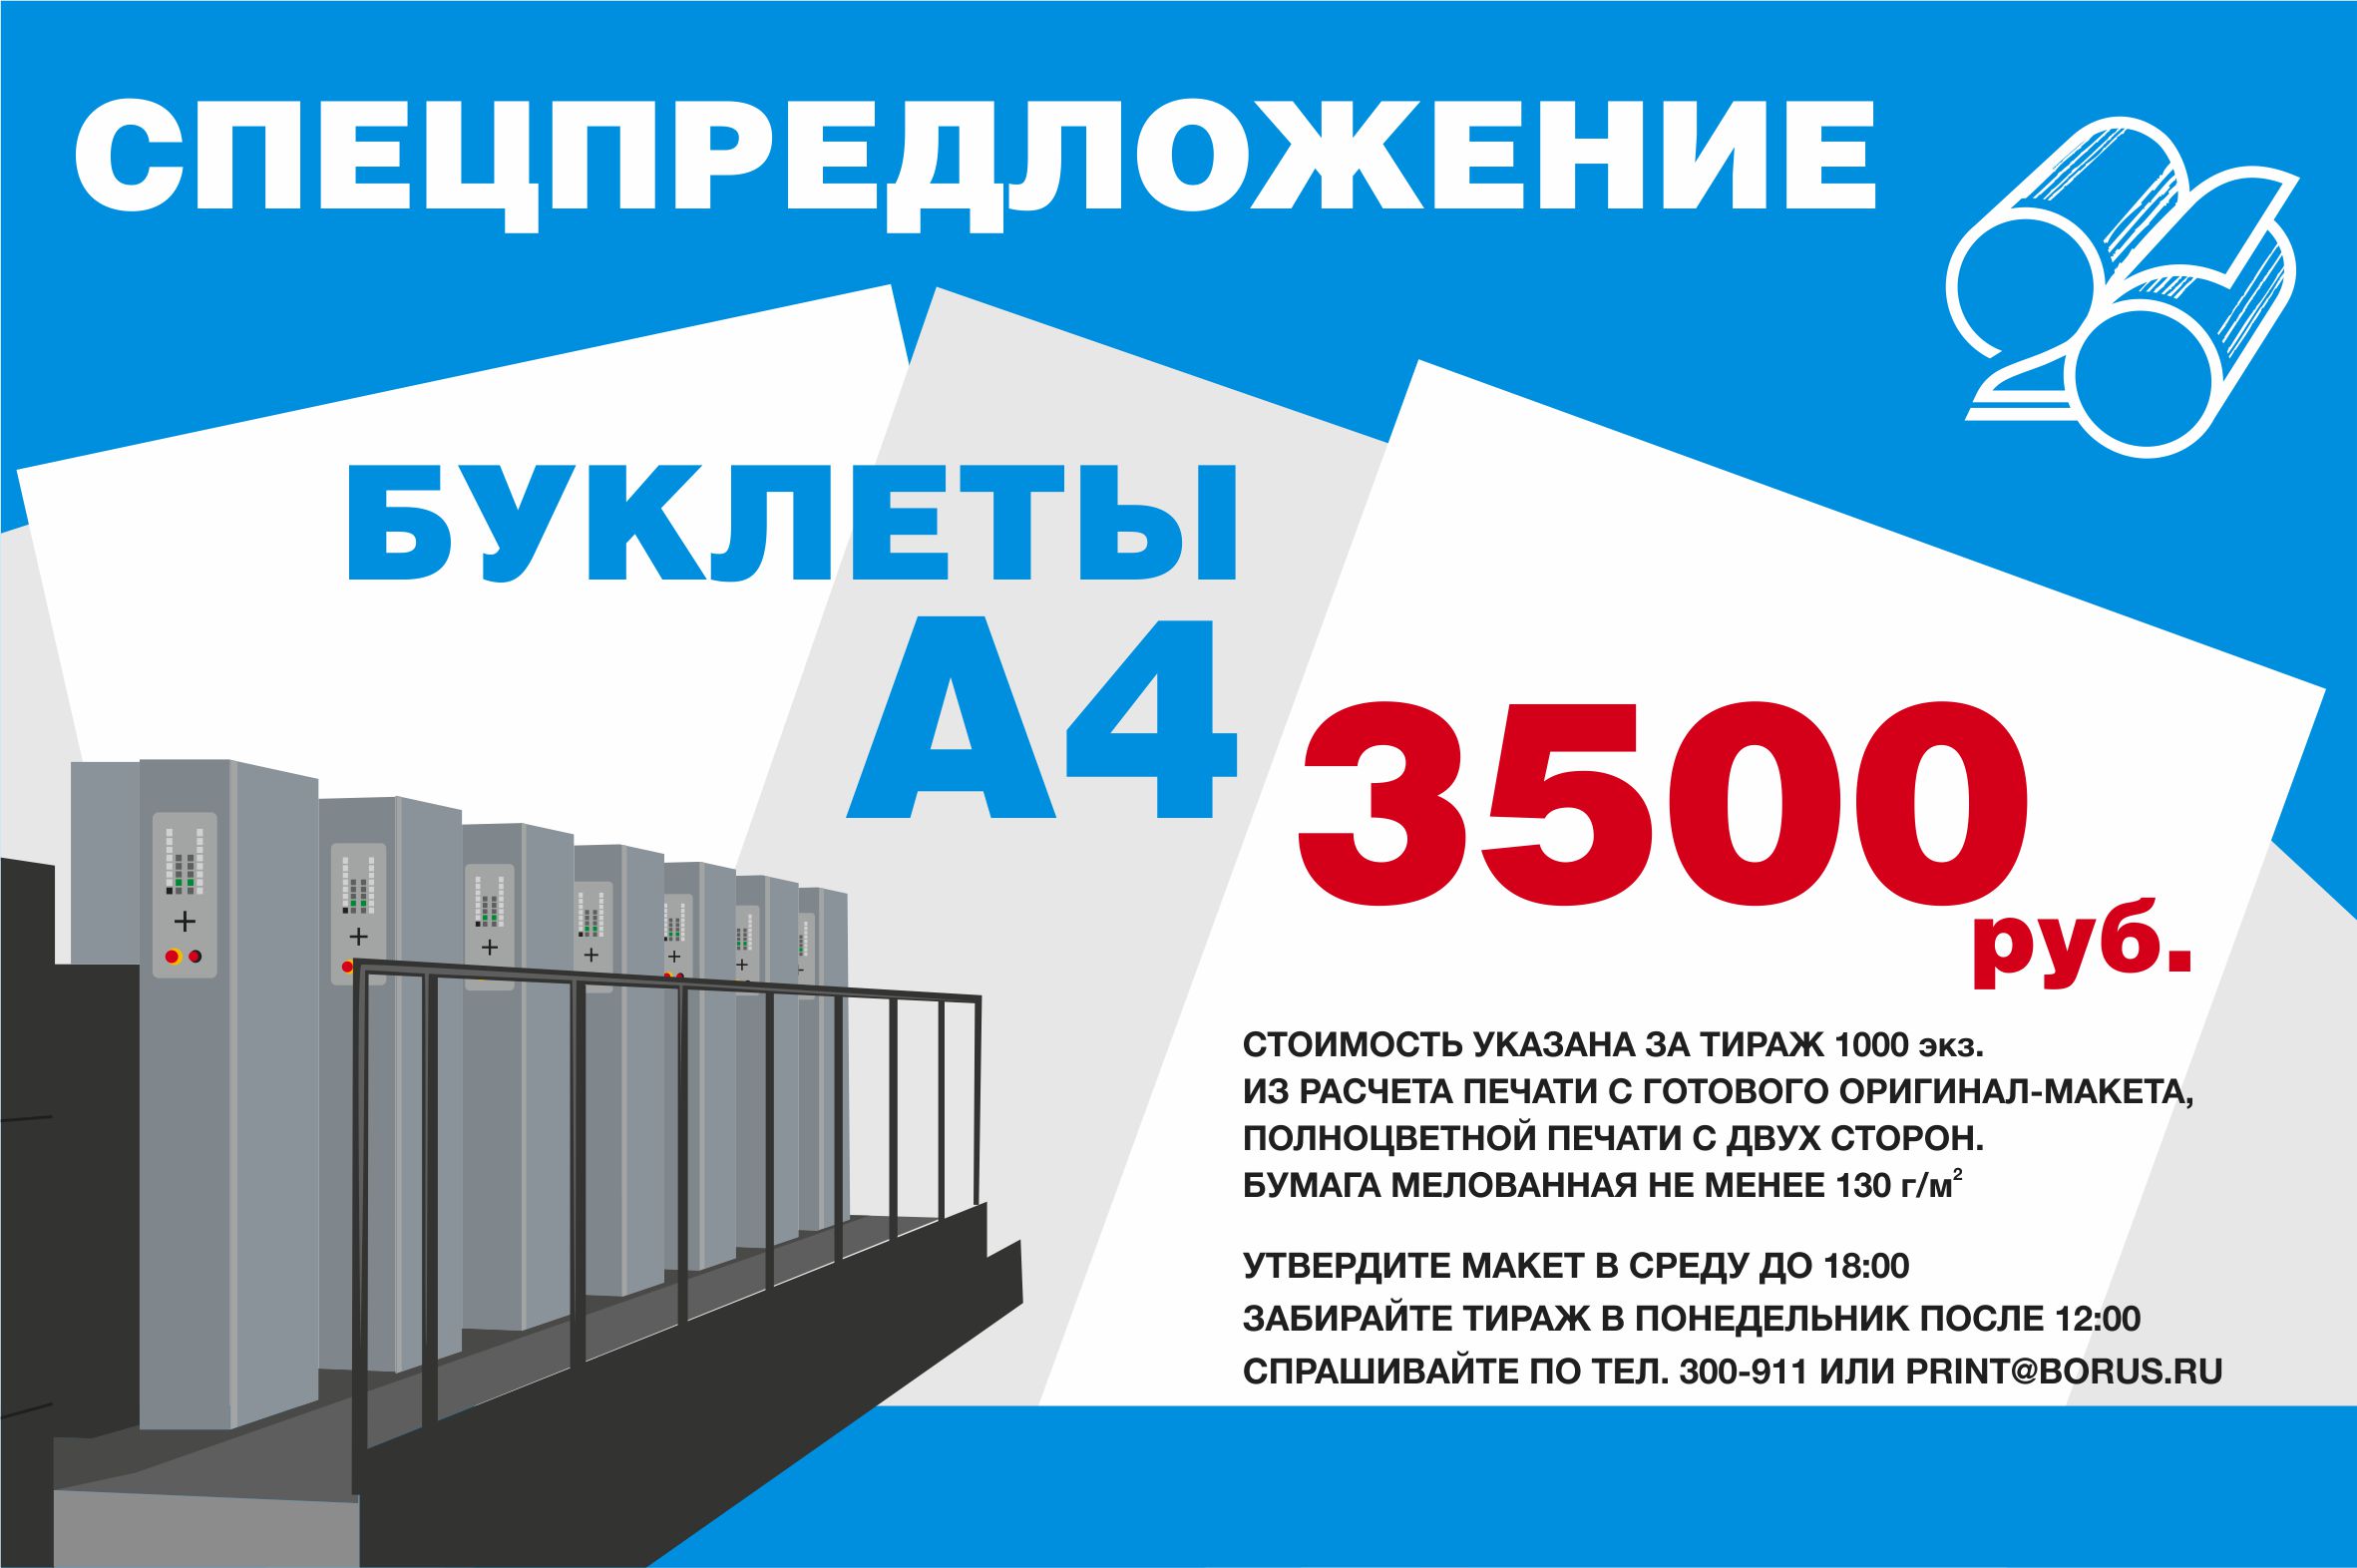 СПЕЦПРЕДЛОЖЕНИЕ
БУКЛЕТЫ
А4
3500
руб.
СТОИМОСТЬ УКАЗАНА ЗА ТИРАЖ 1000 экз.
ИЗ РАСЧЕТА ПЕЧАТИ С ГОТОВОГО ОРИГИНАЛ-МАКЕТА,
ПОЛНОЦВЕТНОЙ ПЕЧАТИ С ДВУХ СТОРОН.
БУМАГА МЕЛОВАННАЯ НЕ МЕНЕЕ 130 г/м²
УТВЕРДИТЕ МАКЕТ В СРЕДУ ДО 18:00
ЗАБИРАЙТЕ ТИРАЖ В ПОНЕДЕЛЬНИК ПОСЛЕ 12:00
СПРАШИВАЙТЕ ПО ТЕЛ. 300-911 ИЛИ PRINT@BORUS.RU